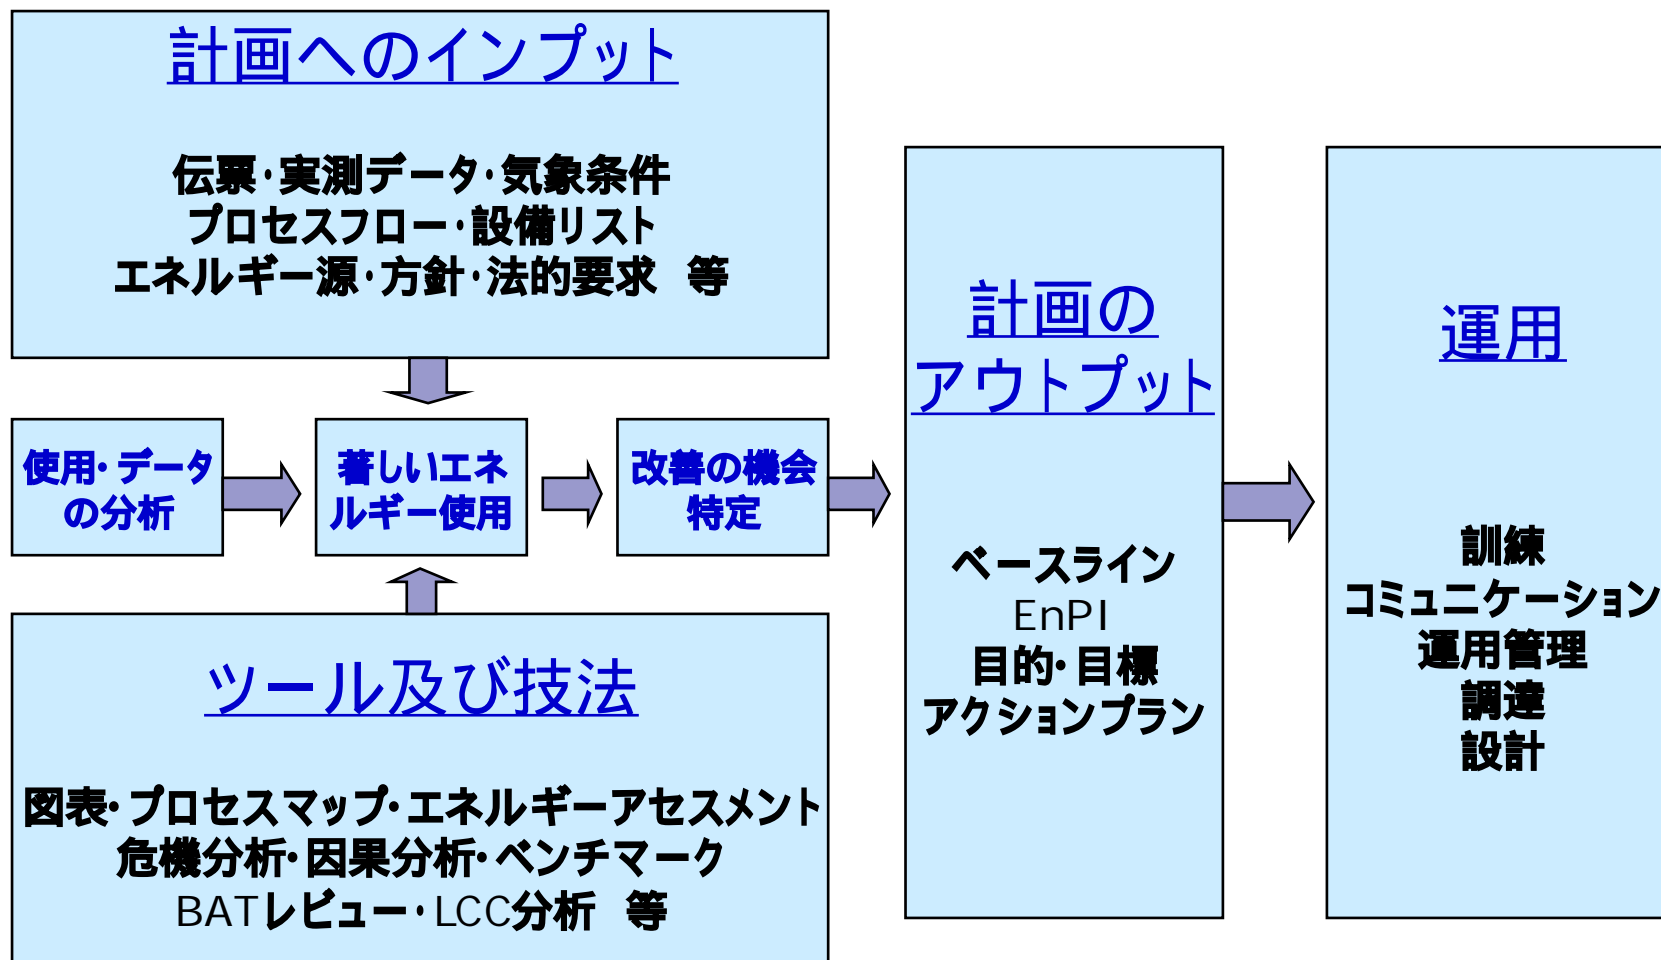 計画へのインプット
伝票・実測データ・気象条件
プロセスフロー・設備リスト
エネルギー源・方針・法的要求　等
使用・データ
の分析
著しいエネ
ルギー使用
改善の機会
特定
ツール及び技法
図表・プロセスマップ・エネルギーアセスメント
危機分析・因果分析・ベンチマーク
BATレビュー・LCC分析　等
計画の
アウトプット
ベースライン
EnPI
目的・目標
アクションプラン
運用
訓練
コミュニケーション
運用管理
調達
設計